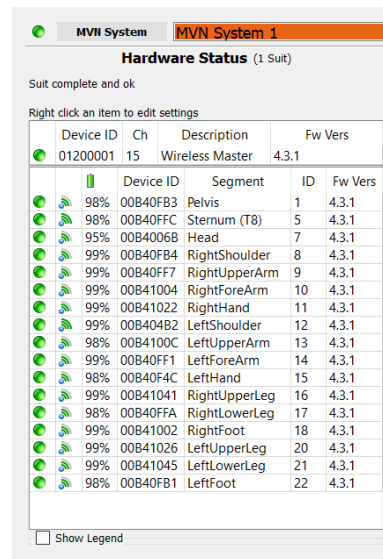 MVN System MVN System 1
Hardware Status (1 Suit)
Suit complete and ok
Right click an item to edit settings
Device ID Ch Description Fw Vers
01200001 15 Wireless Master 4.3.1
Device ID Segment ID Fw Vers
98% 00B40FB3 Pelvis 1 4.3.1
98% 00B40FFC Sternum (T8) 5 4.3.1
95% 00B4006B Head 7 4.3.1
99% 00B40FB4 RightShoulder 8 4.3.1
99% 00B40FF7 RightUpperArm 9 4.3.1
99% 00B41004 RightForeArm 10 4.3.1
99% 00B41022 RightHand 11 4.3.1
99% 00B404B2 LeftShoulder 12 4.3.1
98% 00B4100C LeftUpperArm 13 4.3.1
99% 00B40FF1 LeftForeArm 14 4.3.1
98% 00B40F4C LeftHand 15 4.3.1
99% 00B41041 RightUpperLeg 16 4.3.1
98% 00B40FFA RightLowerLeg 17 4.3.1
99% 00B41002 RightFoot 18 4.3.1
99% 00B41026 LeftUpperLeg 20 4.3.1
99% 00B41045 LeftLowerLeg 21 4.3.1
98% 00B40FB1 LeftFoot 22 4.3.1
Show Legend